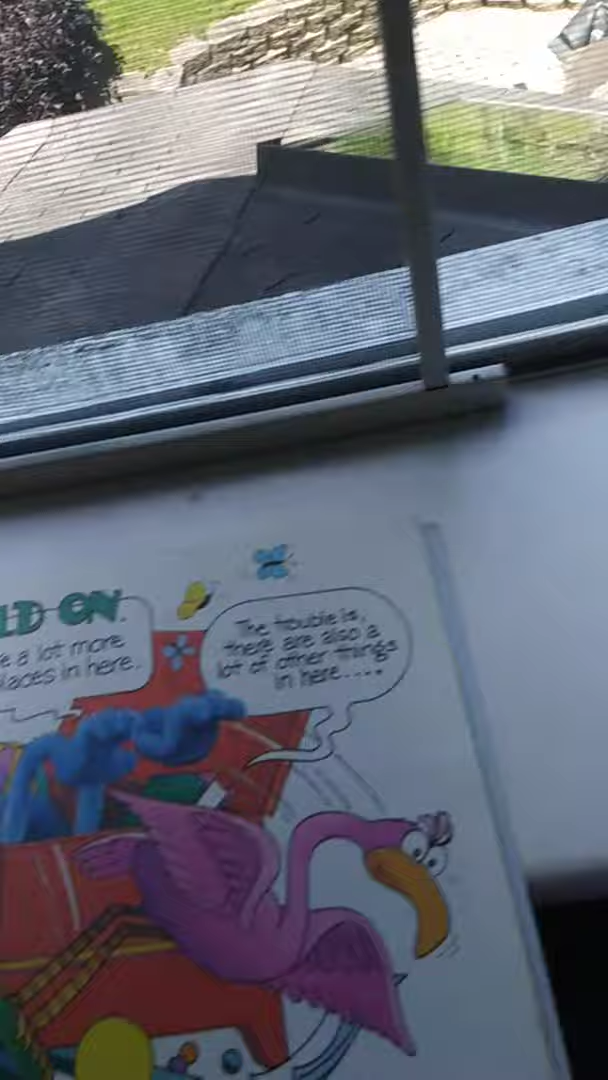 LD ON.
e a lot more
laces in here.
The trouble is,
there are also a
lot of other things
in here....